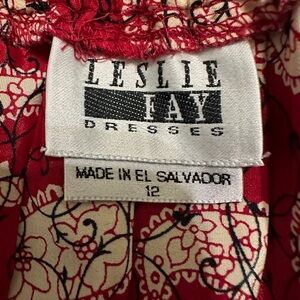 LESLIE
FAY
DRESSES
MADE IN EL SALVADOR
12